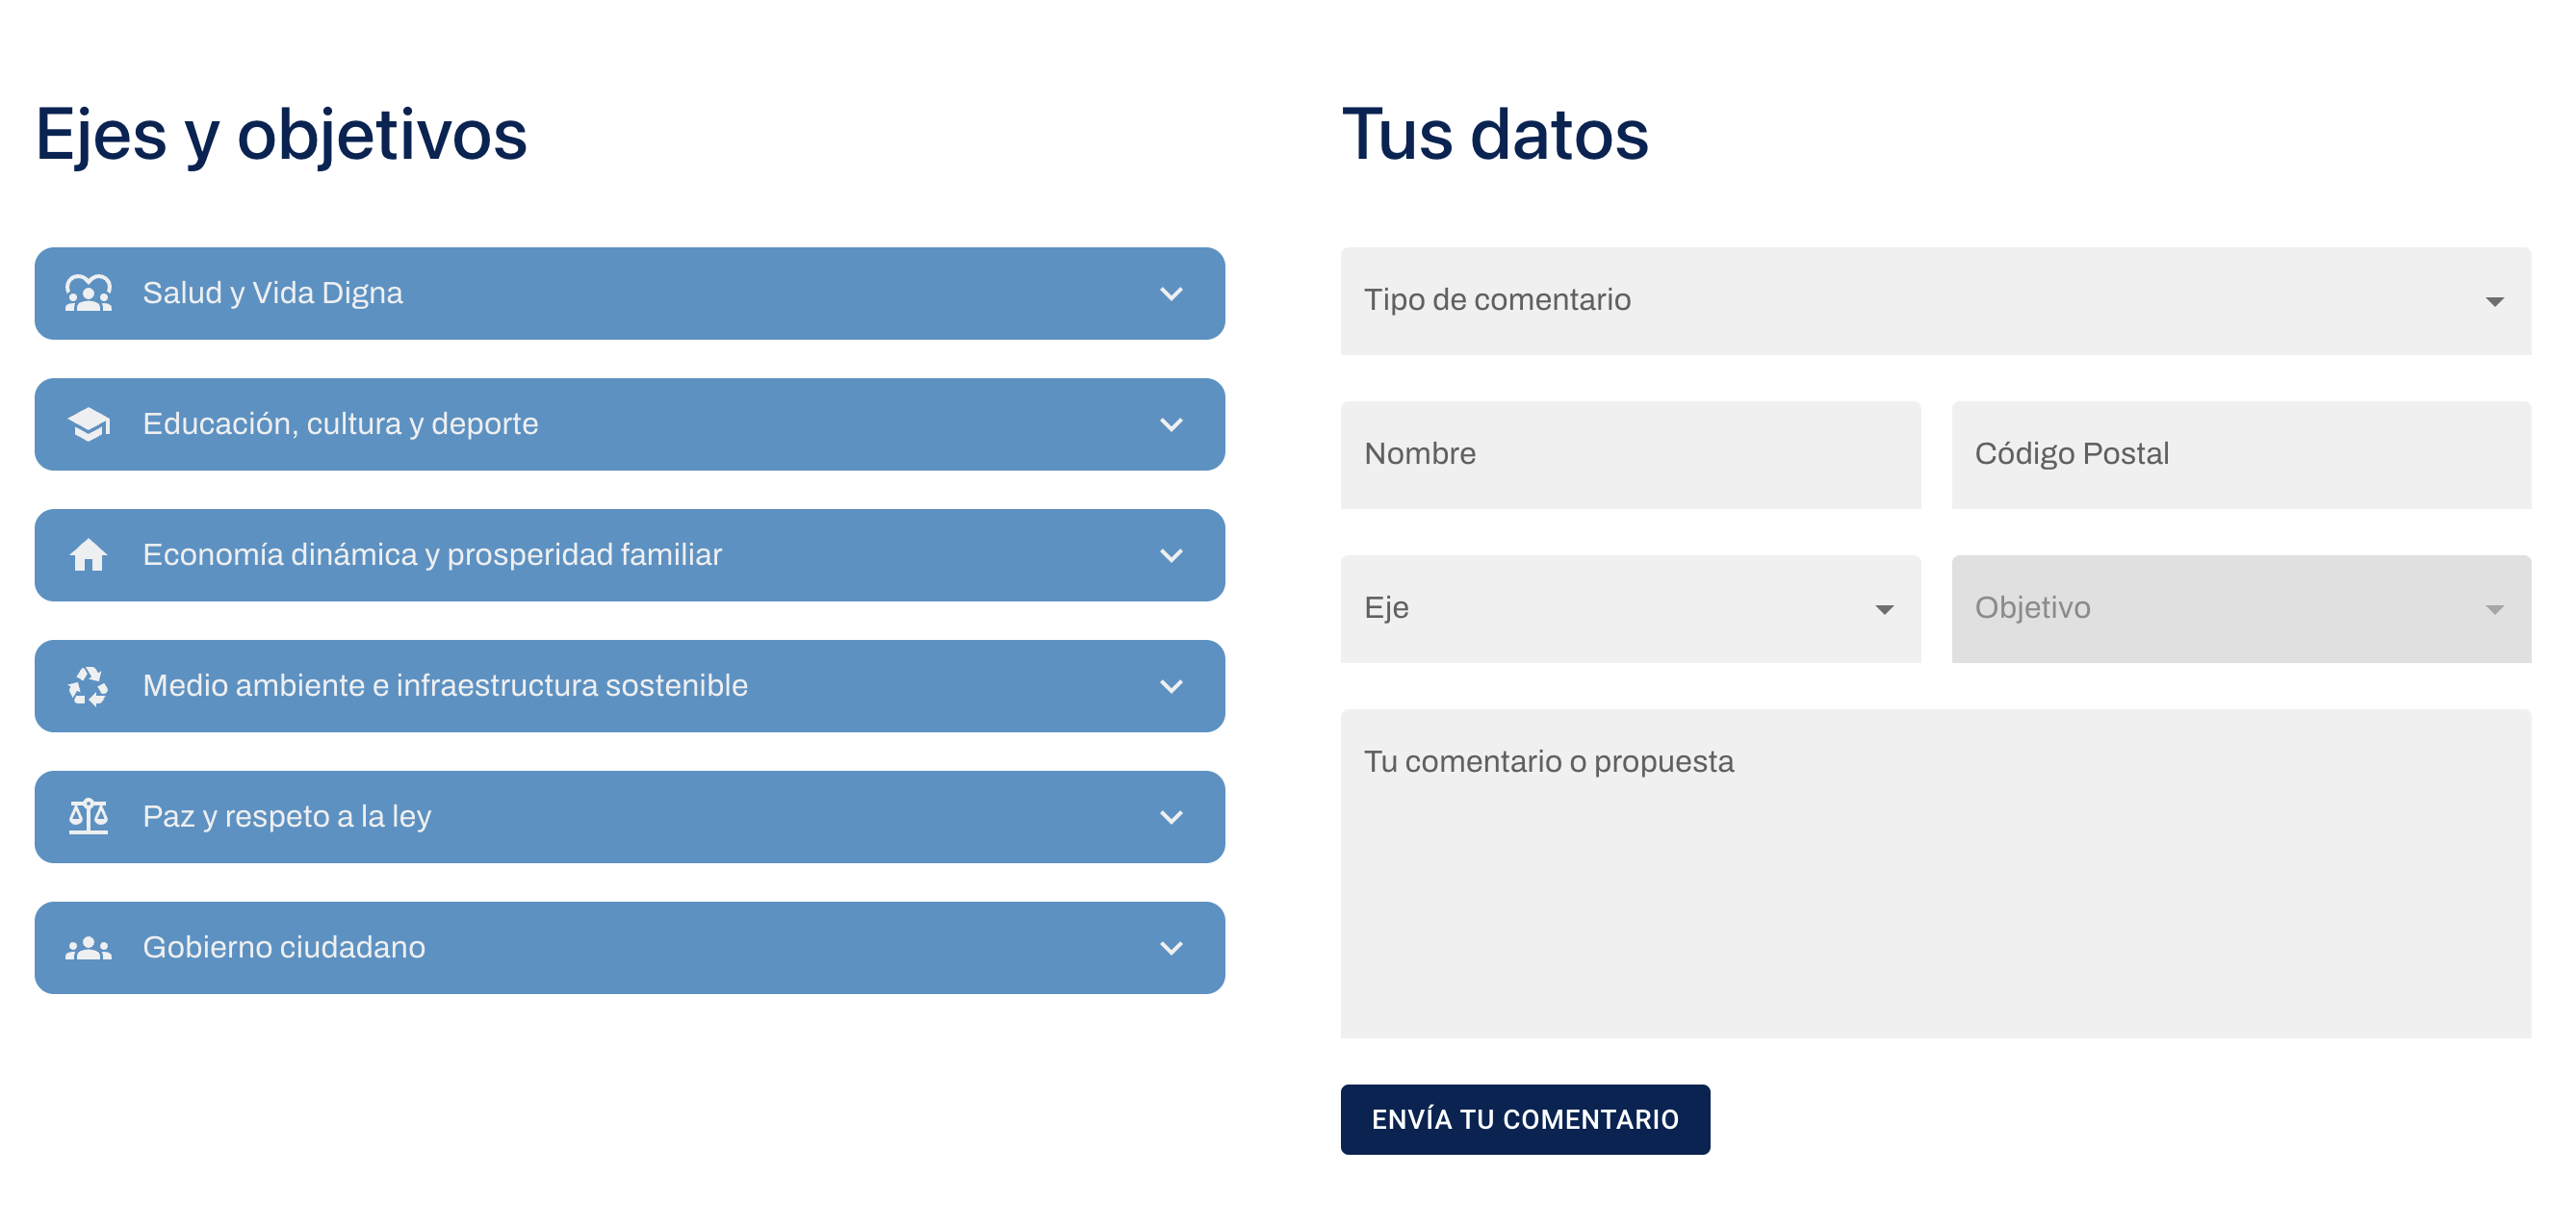 Ejes y objetivos
Salud y Vida Digna
Educación, cultura y deporte
Economía dinámica y prosperidad familiar
Medio ambiente e infraestructura sostenible
Paz y respeto a la ley
Gobierno ciudadano
Tus datos
Tipo de comentario
Nombre
Código Postal
Eje
Objetivo
Tu comentario o propuesta
ENVÍA TU COMENTARIO